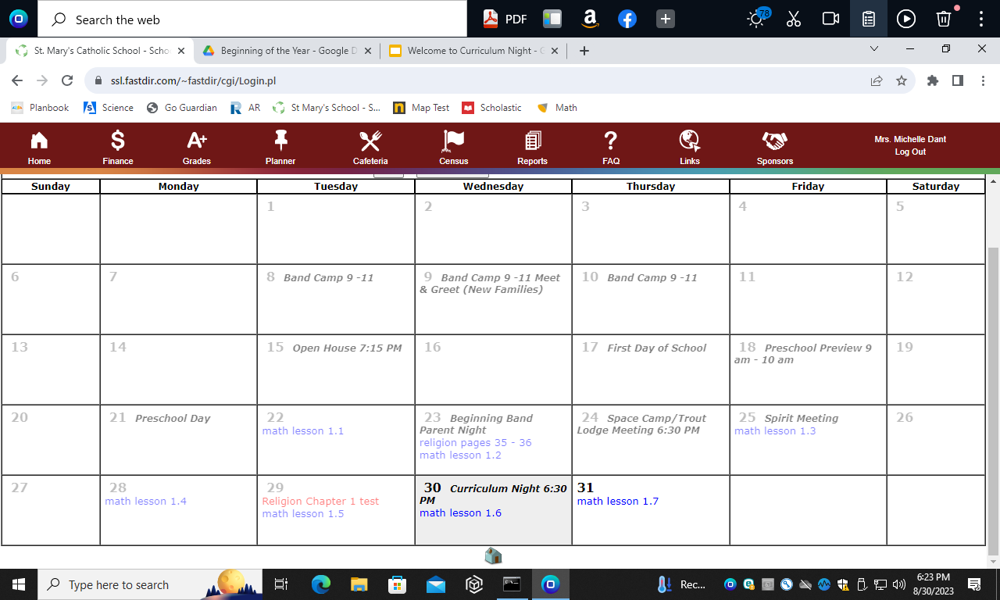 Search the web
PDF
78
St. Mary's Catholic School - Scho
Beginning of the Year - Google D
Welcome to Curriculum Night - G
ssl.fastdir.com/~fastdir/cgi/Login.pl
Planbook
Science
Go Guardian
AR
St Mary's School - S...
Map Test
Scholastic
Math
Home
Finance
A+
Grades
Planner
Cafeteria
Census
Reports
?
FAQ
Links
Sponsors
Mrs. Michelle Dant
Log Out
Sunday Monday Tuesday Wednesday Thursday Friday Saturday
1
2
3
4
5
6
7
8 Band Camp 9 -11
9 Band Camp 9 -11 Meet
& Greet (New Families)
10 Band Camp 9 -11
11
12
13
14
15 Open House 7:15 PM
16
17 First Day of School
18 Preschool Preview 9
am - 10 am
19
20
21 Preschool Day
22
math lesson 1.1
23 Beginning Band
Parent Night
religion pages 35 - 36
math lesson 1.2
24 Space Camp/Trout
Lodge Meeting 6:30 PM
25 Spirit Meeting
math lesson 1.3
26
27
28
math lesson 1.4
29
Religion Chapter 1 test
math lesson 1.5
30 Curriculum Night 6:30
PM
math lesson 1.6
31
math lesson 1.7
Type here to search
Rec...
6:23 PM
8/30/2023